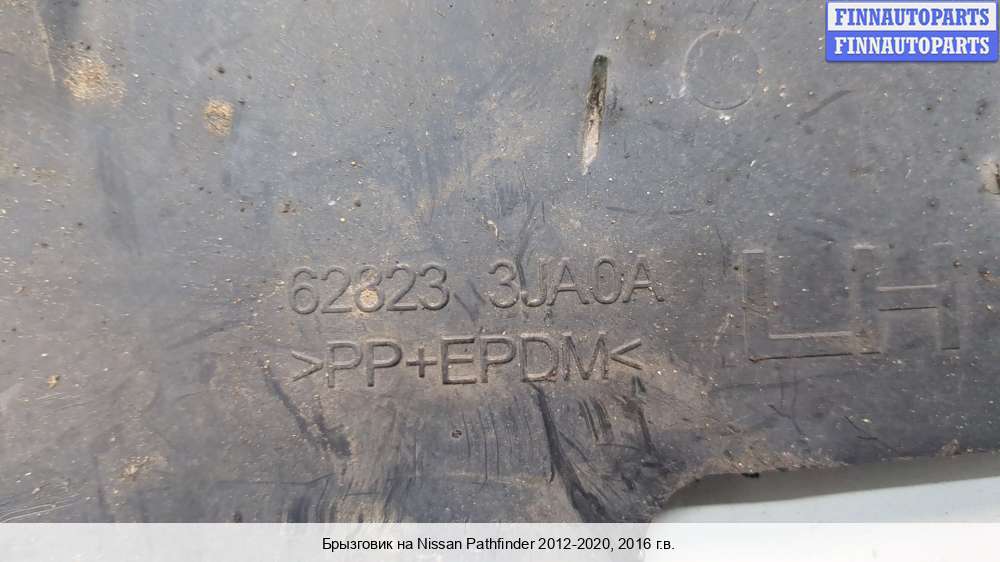 FINNAUTOPARTS
FINNAUTOPARTS
62823 3JA0A
LH
>PP+EPDM<
Брызговик на Nissan Pathfinder 2012-2020, 2016 г.в.